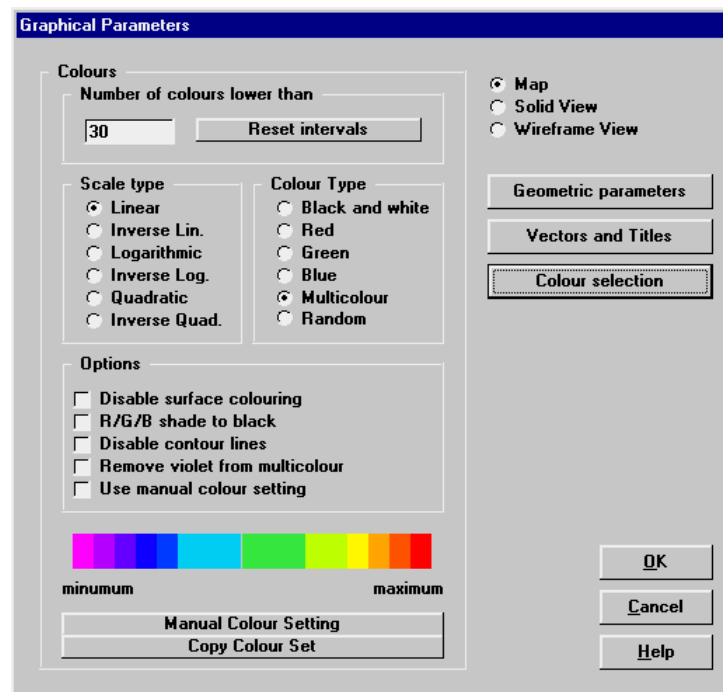 Graphical Parameters
Colours
Number of colours lower than
30
Reset intervals
Scale type
Linear
Inverse Lin.
Logarithmic
Inverse Log.
Quadratic
Inverse Quad.
Colour Type
Black and white
Red
Green
Blue
Multicolour
Random
Options
Disable surface colouring
R/G/B shade to black
Disable contour lines
Remove violet from multicolour
Use manual colour setting
minumum
maximum
Manual Colour Setting
Copy Colour Set
Map
Solid View
Wireframe View
Geometric parameters
Vectors and Titles
Colour selection
OK
Cancel
Help